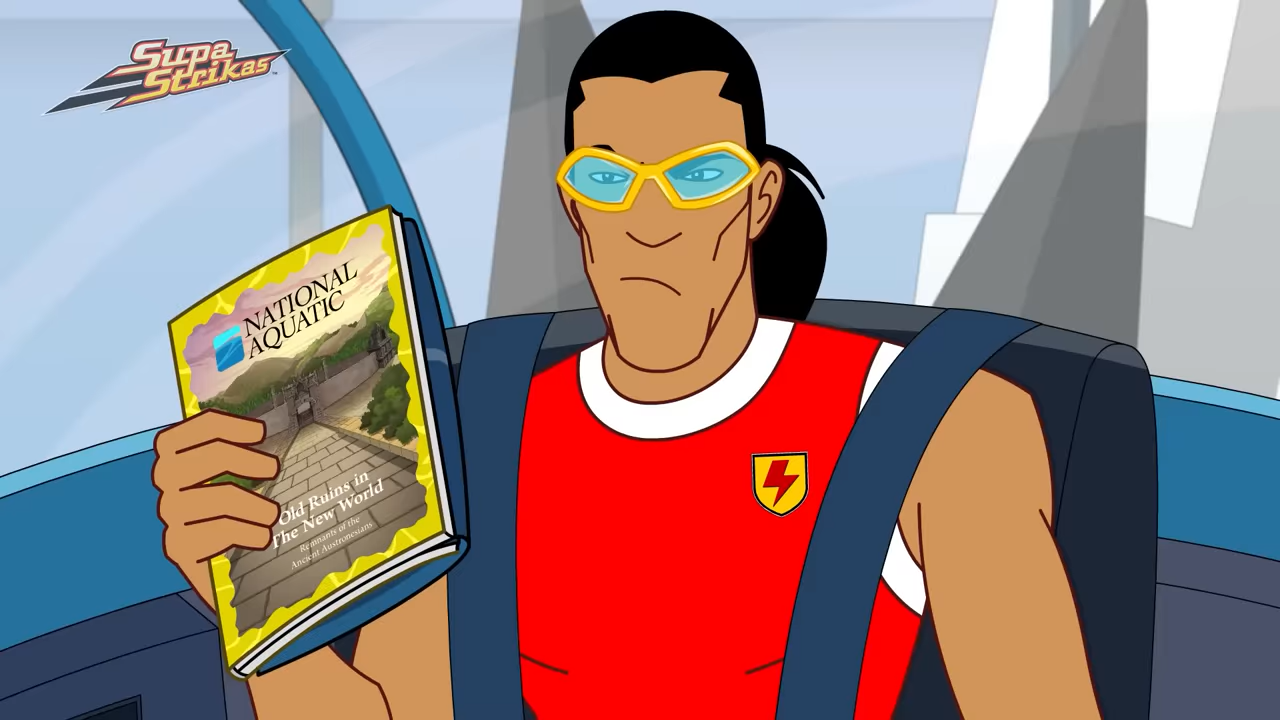 Supa
Strikas
NATIONAL
AQUATIC
Old Ruins in
The New World
Remnants of the
Ancient Austronesians